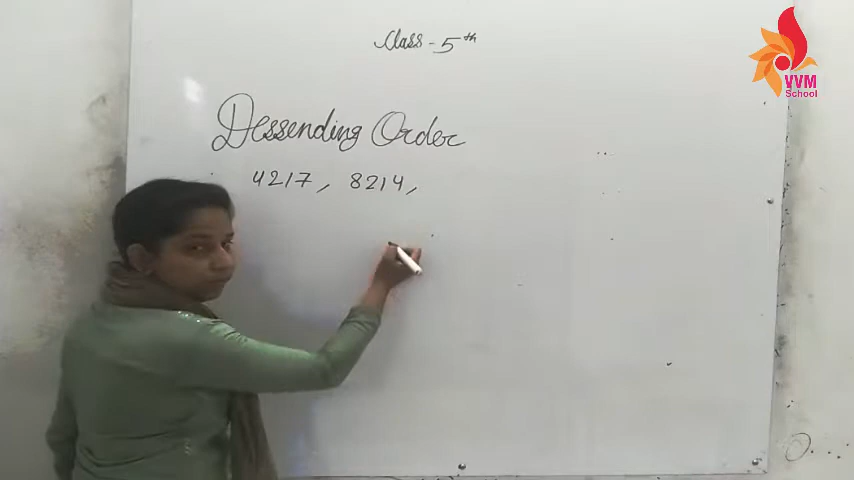 Class - 5th
VVM
School
Dessending Order
4217, 8214,